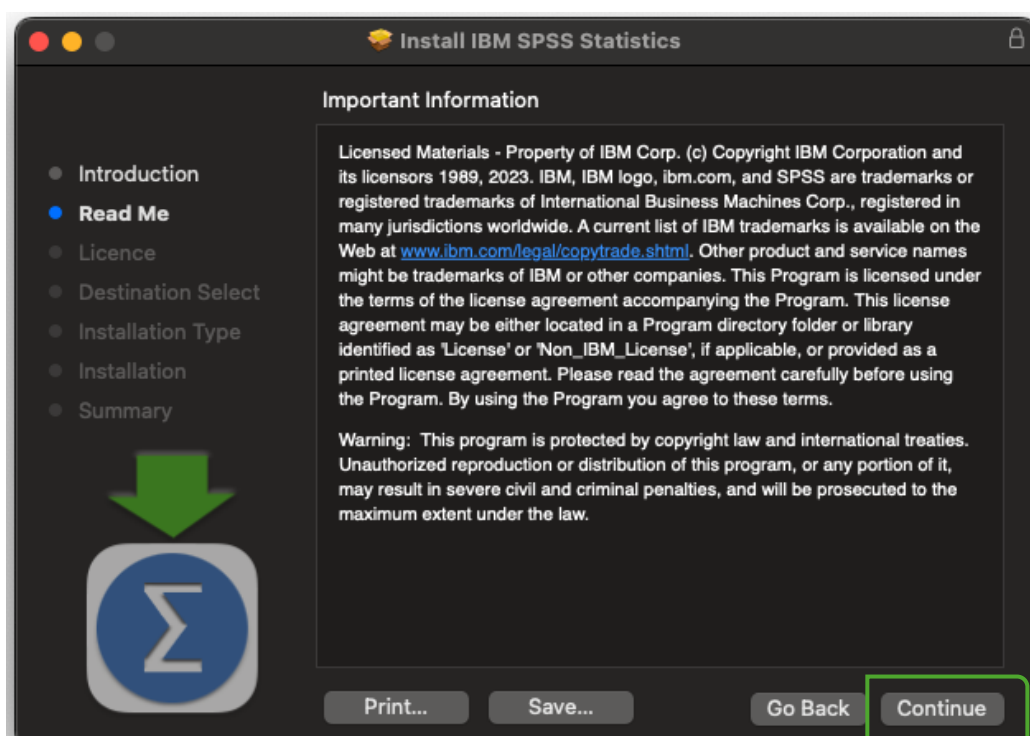 Install IBM SPSS Statistics
Important Information
Introduction
Read Me
Licence
Destination Select
Installation Type
Installation
Summary
Licensed Materials - Property of IBM Corp. (c) Copyright IBM Corporation and
its licensors 1989, 2023. IBM, IBM logo, ibm.com, and SPSS are trademarks or
registered trademarks of International Business Machines Corp., registered in
many jurisdictions worldwide. A current list of IBM trademarks is available on the
Web at www.ibm.com/legal/copytrade.shtml. Other product and service names
might be trademarks of IBM or other companies. This Program is licensed under
the terms of the license agreement accompanying the Program. This license
agreement may be either located in a Program directory folder or library
identified as 'License' or 'Non_IBM_License', if applicable, or provided as a
printed license agreement. Please read the agreement carefully before using
the Program. By using the Program you agree to these terms.
Warning:  This program is protected by copyright law and international treaties.
Unauthorized reproduction or distribution of this program, or any portion of it,
may result in severe civil and criminal penalties, and will be prosecuted to the
maximum extent under the law.
Σ
Print...
Save...
Go Back
Continue